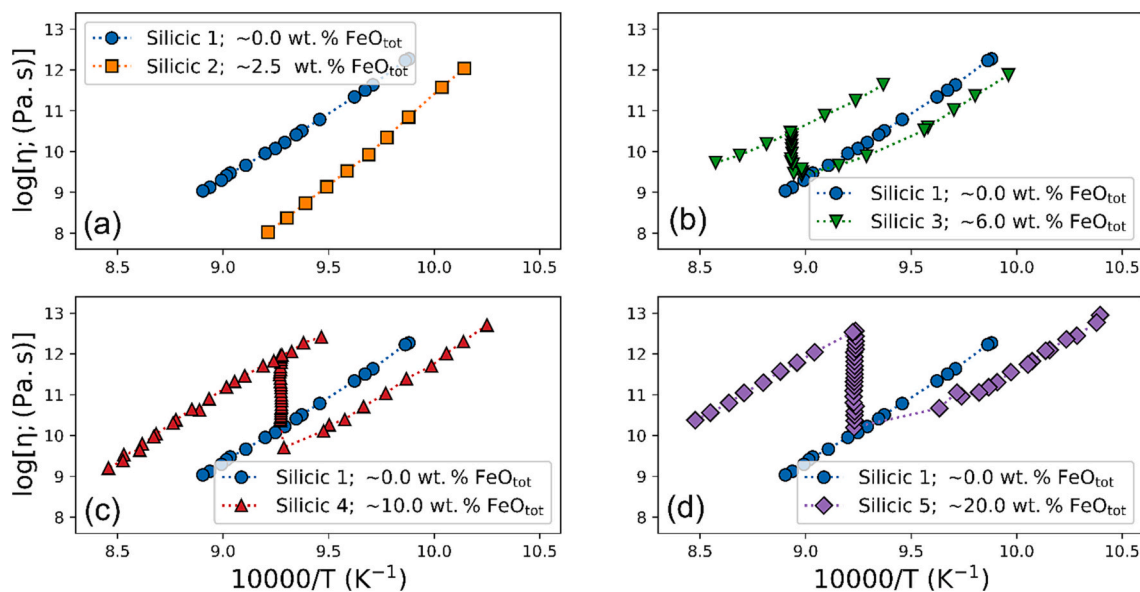 13
12
11
10
9
8
log[η; (Pa. s)]
Silicic 1; ~0.0 wt. % FeOtot
Silicic 2; ~2.5 wt. % FeOtot
(a)
8.5 9.0 9.5 10.0 10.5
13
12
11
10
9
8
Silicic 1; ~0.0 wt. % FeOtot
Silicic 3; ~6.0 wt. % FeOtot
(b)
8.5 9.0 9.5 10.0 10.5
13
12
11
10
9
8
log[η; (Pa. s)]
Silicic 1; ~0.0 wt. % FeOtot
Silicic 4; ~10.0 wt. % FeOtot
(c)
8.5 9.0 9.5 10.0 10.5
10000/T (K⁻¹)
13
12
11
10
9
8
Silicic 1; ~0.0 wt. % FeOtot
Silicic 5; ~20.0 wt. % FeOtot
(d)
8.5 9.0 9.5 10.0 10.5
10000/T (K⁻¹)